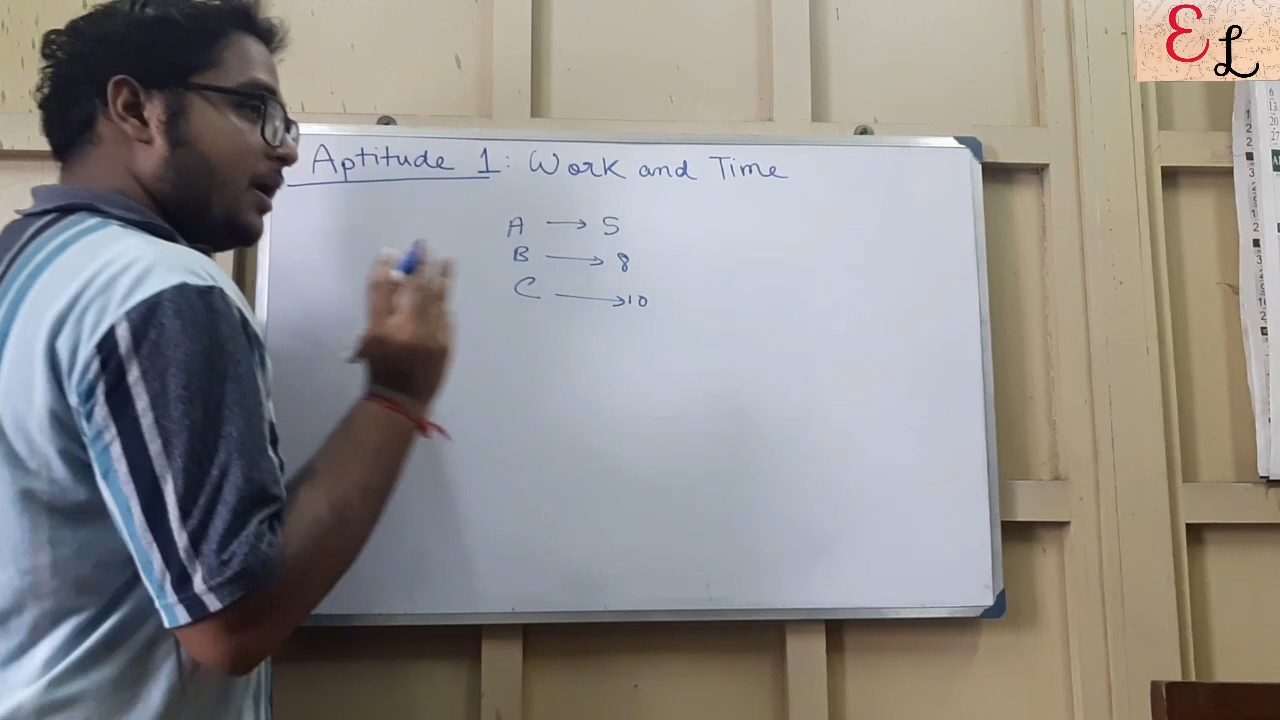 Aptitude 1: Work and Time
A → 5
B → 8
C → 10
EL